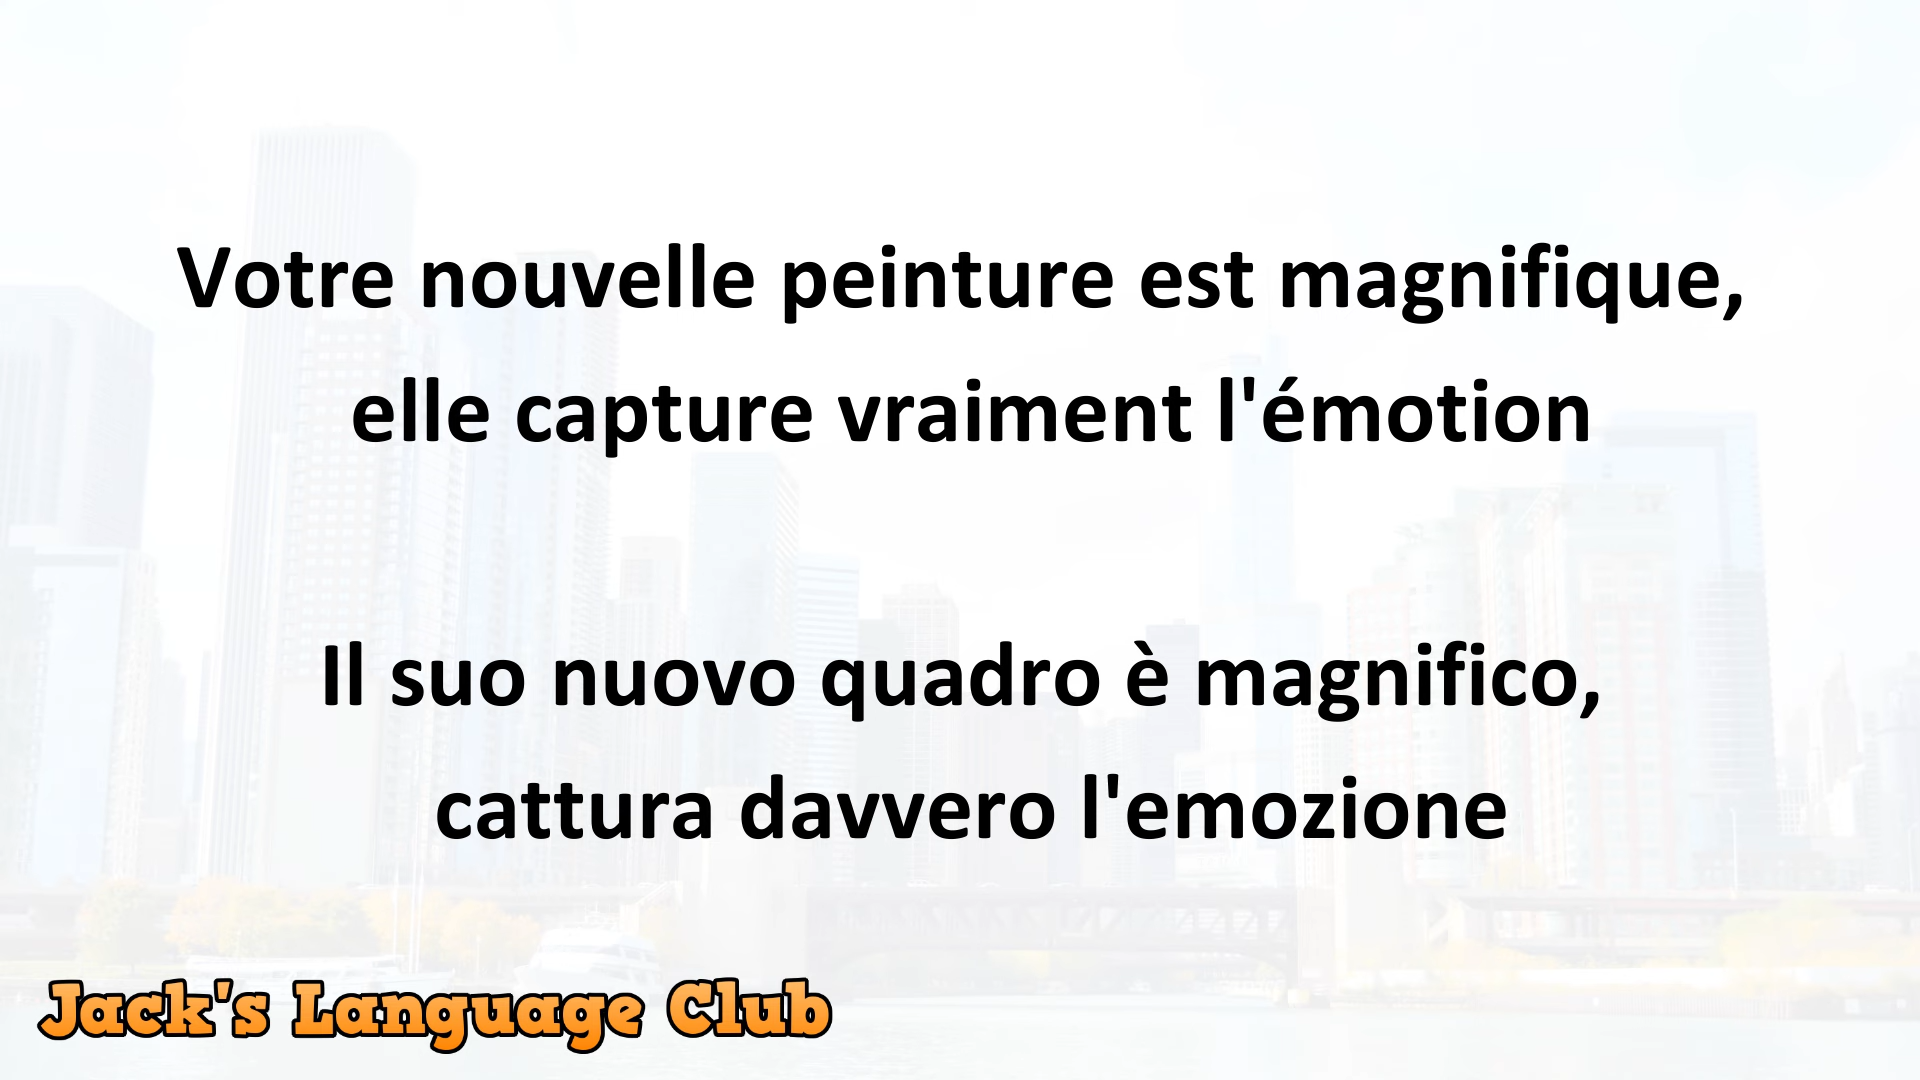 Votre nouvelle peinture est magnifique,
elle capture vraiment l'émotion
Il suo nuovo quadro è magnifico,
cattura davvero l'emozione
Jack's Language Club